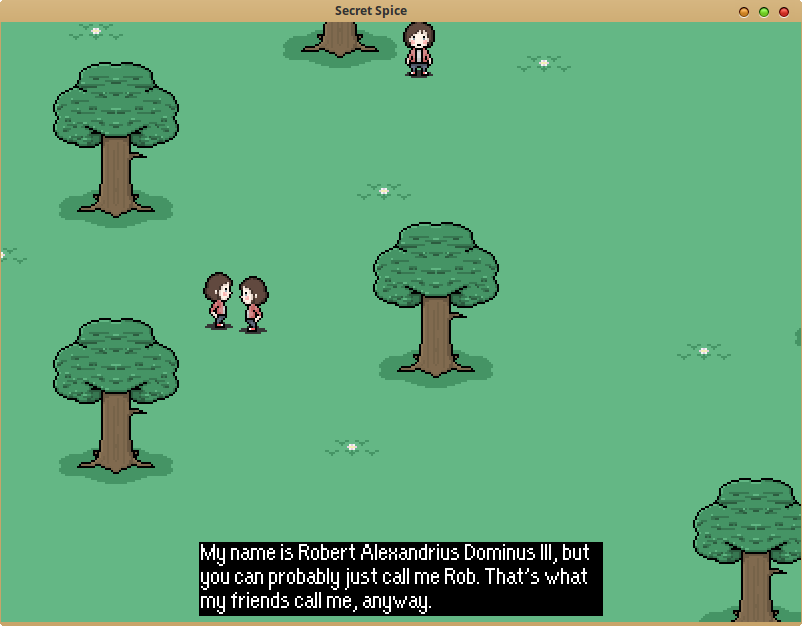 Secret Spice
My name is Robert Alexandrius Dominus III, but
you can probably just call me Rob. That's what
my friends call me, anyway.